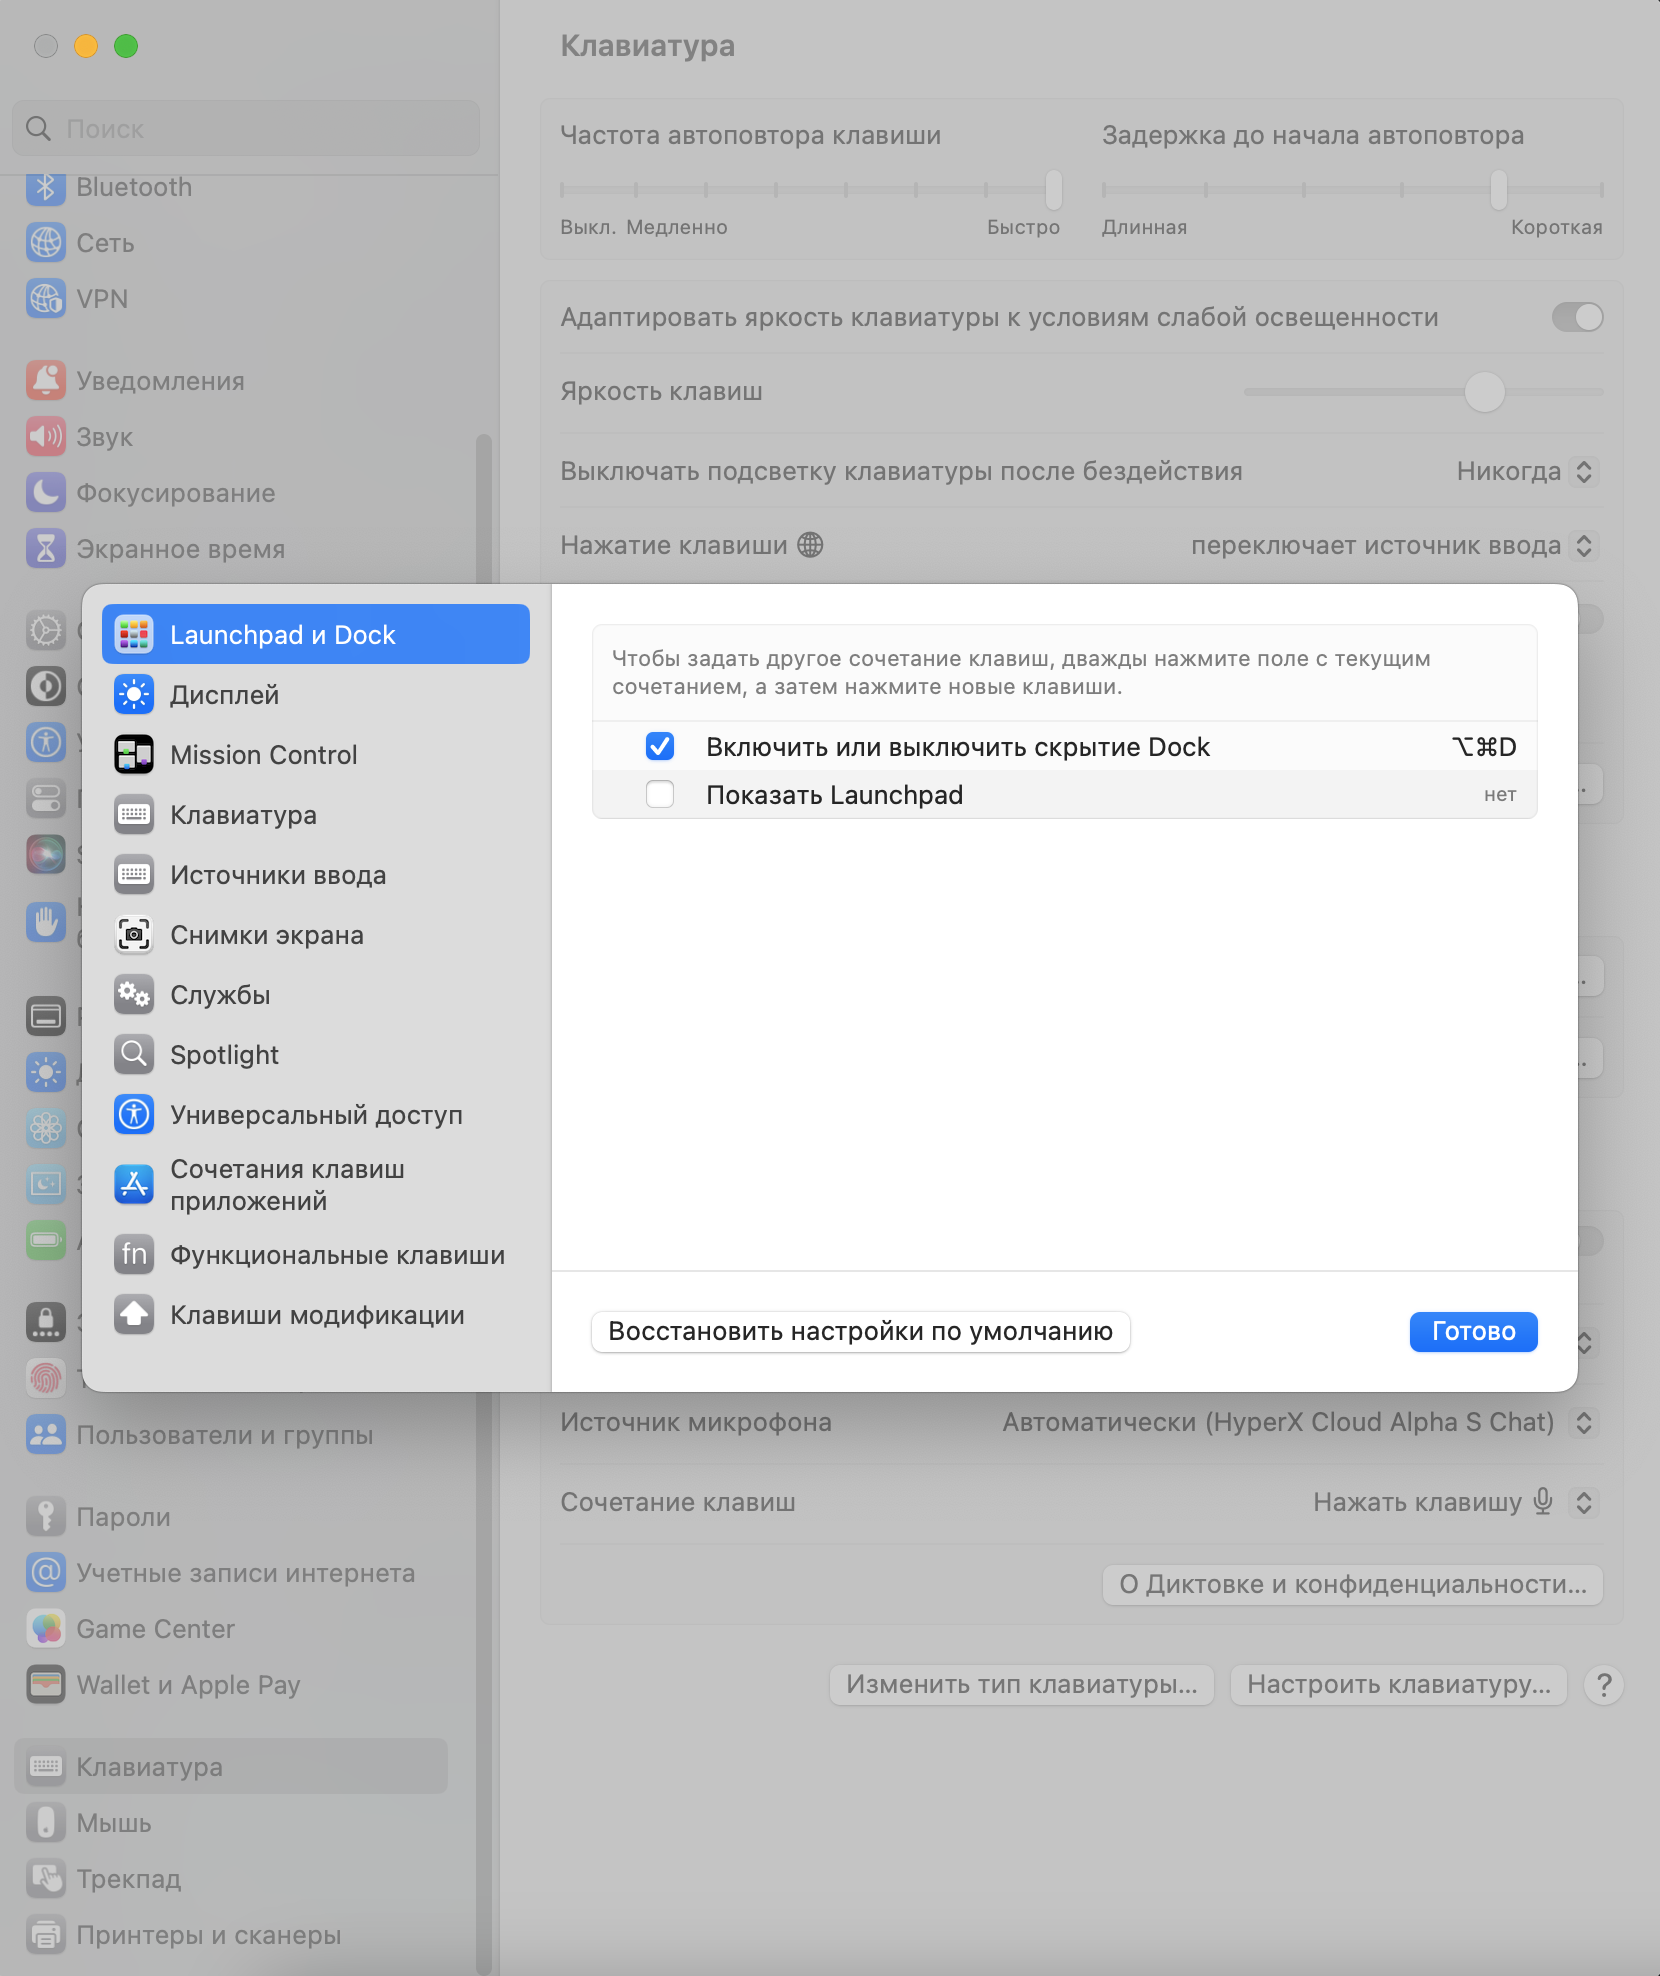 Поиск
Bluetooth
Сеть
VPN
Уведомления
Звук
Фокусирование
Экранное время
Пользователи и группы
Пароли
Учетные записи интернета
Game Center
Wallet и Apple Pay
Клавиатура
Мышь
Трекпад
Принтеры и сканеры
Клавиатура
Частота автоповтора клавиши
Задержка до начала автоповтора
Выкл. Медленно Быстро
Длинная Короткая
Адаптировать яркость клавиатуры к условиям слабой освещенности
Яркость клавиш
Выключать подсветку клавиатуры после бездействия Никогда
Нажатие клавиши переключает источник ввода
Launchpad и Dock
Дисплей
Mission Control
Клавиатура
Источники ввода
Снимки экрана
Службы
Spotlight
Универсальный доступ
Сочетания клавиш
приложений
fn Функциональные клавиши
Клавиши модификации
Чтобы задать другое сочетание клавиш, дважды нажмите поле с текущим
сочетанием, а затем нажмите новые клавиши.
Включить или выключить скрытие Dock ⌥⌘D
Показать Launchpad нет
Восстановить настройки по умолчанию
Готово
Источник микрофона Автоматически (HyperX Cloud Alpha S Chat)
Сочетание клавиш Нажать клавишу
О Диктовке и конфиденциальности...
Изменить тип клавиатуры... Настроить клавиатуру... ?